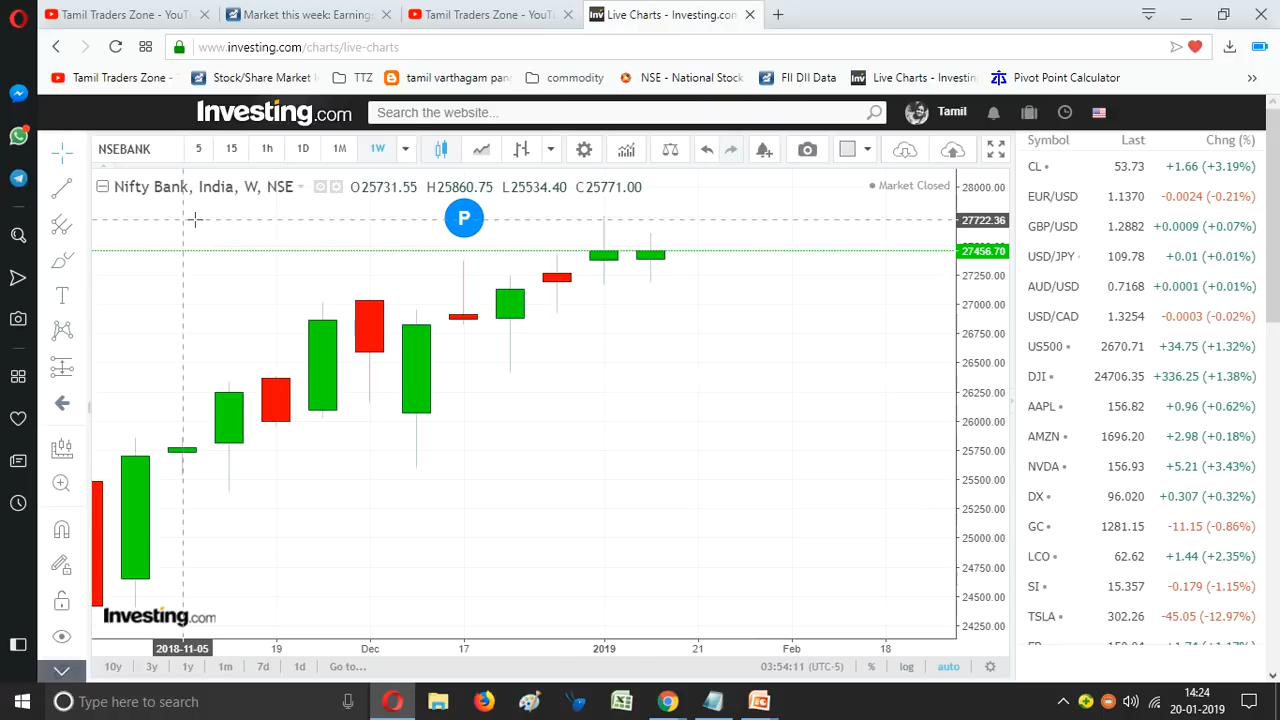 Tamil Traders Zone - YouT
Market this week: Earning:
Tamil Traders Zone - YouT
Live Charts - Investing.com
www.investing.com/charts/live-charts
Tamil Traders Zone -
Stock/Share Market
TTZ
tamil varthagam pan
commodity
NSE - National Stock
FII DII Data
Live Charts - Investin
Pivot Point Calculator
Investing.com
Search the website...
Tamil
NSEBANK
5
15
1h
1D
1M
1W
Nifty Bank, India, W, NSE
O25731.55 H25860.75 L25534.40 C25771.00
Market Closed
P
28000.00
27722.36
27456.70
27250.00
27000.00
26750.00
26500.00
26250.00
26000.00
25750.00
25500.00
25250.00
25000.00
24750.00
24500.00
24250.00
Investing.com
2018-11-05
19
Dec
17
2019
21
Feb
18
10y
3y
1y
1m
7d
1d
Go to...
03:54:11 (UTC-5)
%
log
auto
Symbol Last Chng (%)
CL 53.73 +1.66 (+3.19%)
EUR/USD 1.1370 -0.0024 (-0.21%)
GBP/USD 1.2882 +0.0009 (+0.07%)
USD/JPY 109.78 +0.01 (+0.01%)
AUD/USD 0.7168 +0.0001 (+0.01%)
USD/CAD 1.3254 -0.0003 (-0.02%)
US500 2670.71 +34.75 (+1.32%)
DJI 24706.35 +336.25 (+1.38%)
AAPL 156.82 +0.96 (+0.62%)
AMZN 1696.20 +2.98 (+0.18%)
NVDA 156.93 +5.21 (+3.43%)
DX 96.020 +0.307 (+0.32%)
GC 1281.15 -11.15 (-0.86%)
LCO 62.62 +1.44 (+2.35%)
SI 15.357 -0.179 (-1.15%)
TSLA 302.26 -45.05 (-12.97%)
Type here to search
14:24
20-01-2019